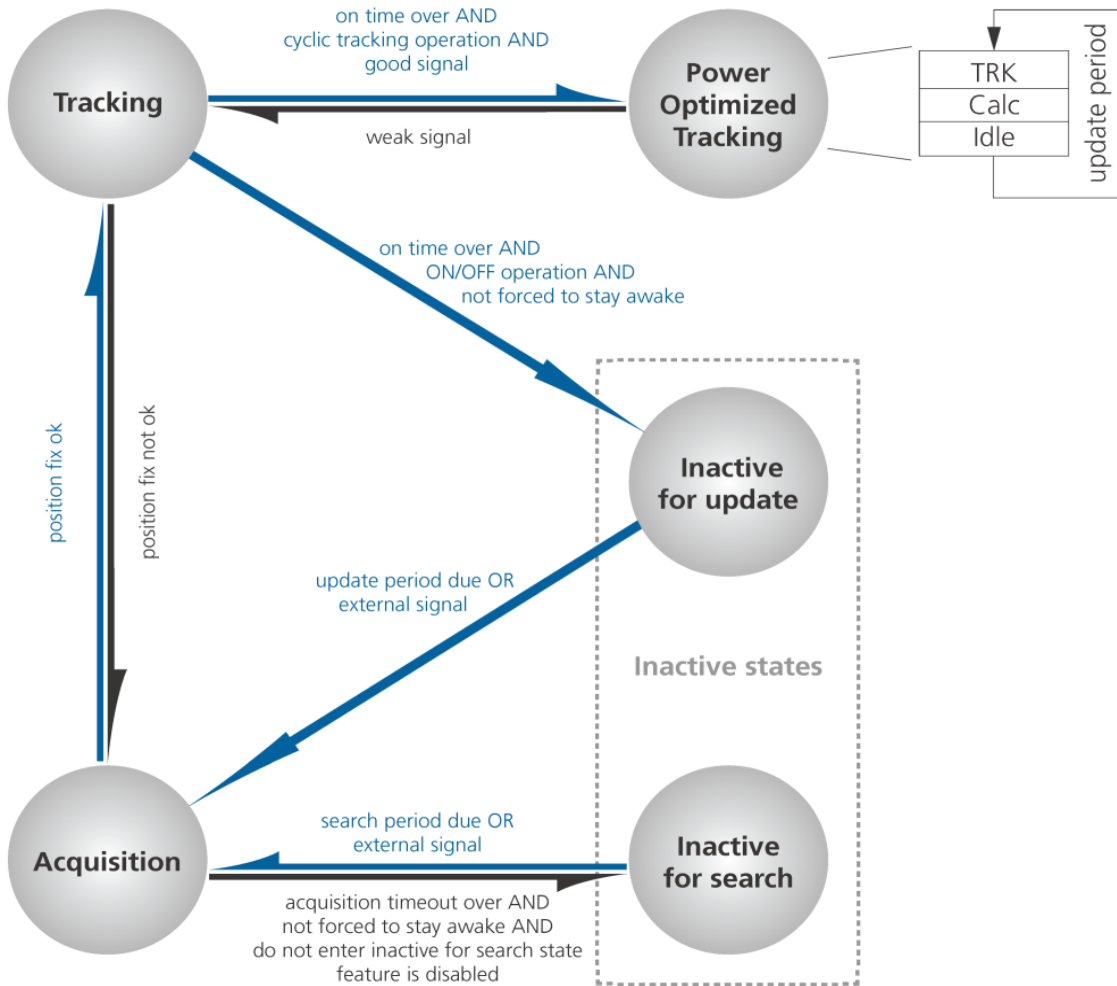 on time over AND
cyclic tracking operation AND
good signal
Tracking
Power
Optimized
Tracking
weak signal
TRK
Calc
Idle
update period
on time over AND
ON/OFF operation AND
not forced to stay awake
position fix ok
position fix not ok
Inactive
for update
update period due OR
external signal
Inactive states
search period due OR
external signal
Acquisition
Inactive
for search
acquisition timeout over AND
not forced to stay awake AND
do not enter inactive for search state
feature is disabled